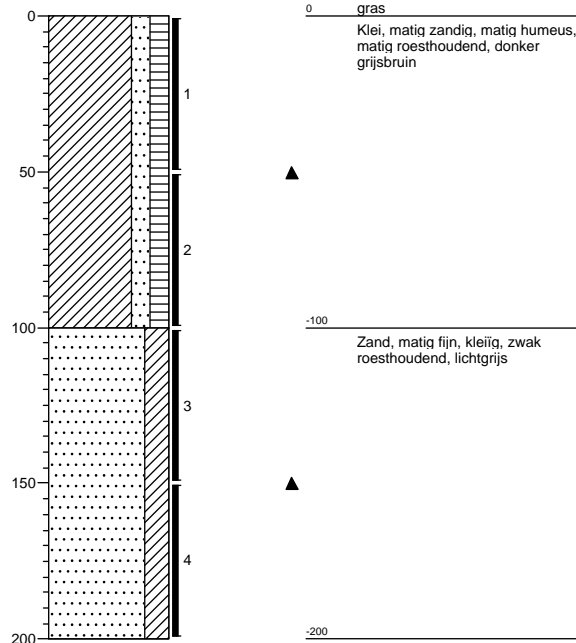 0
0
gras
Klei, matig zandig, matig humeus,
matig roesthoudend, donker
grijsbruin
1
50
2
100
-100
Zand, matig fijn, kleiïg, zwak
roesthoudend, lichtgrijs
3
150
4
200
-200